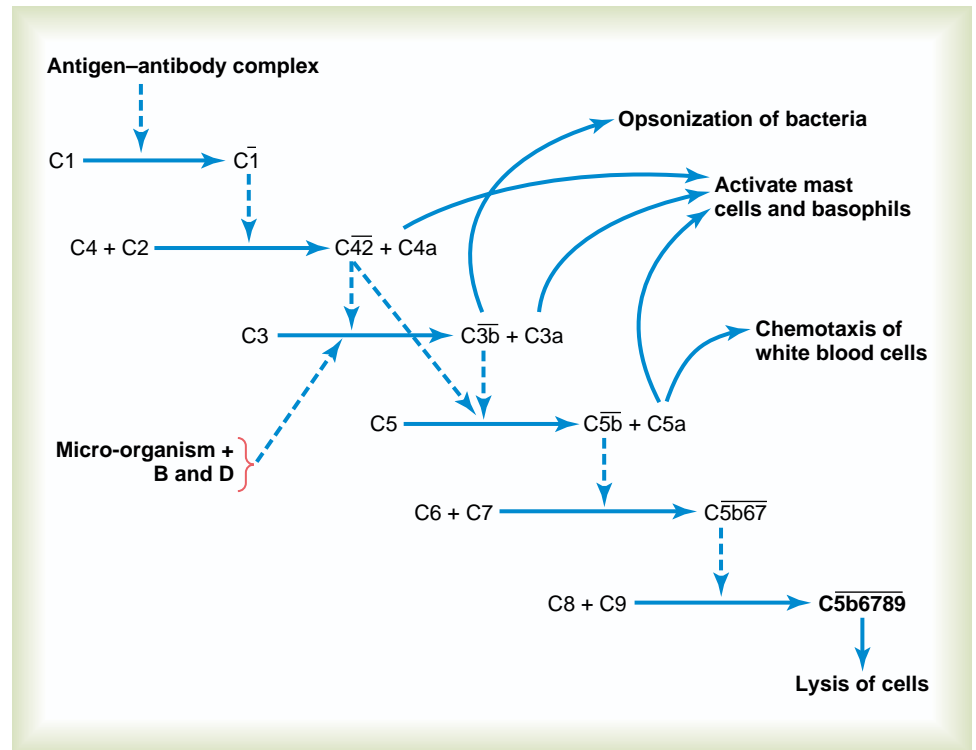 Antigen–antibody complex
Opsonization of bacteria
C1
C1̅
Activate mast
cells and basophils
C4 + C2
C4̅2̅ + C4a
C3
C3̅b̅ + C3a
Chemotaxis of
white blood cells
C5
C5̅b̅ + C5a
Micro-organism +
B and D
C6 + C7
C5̅b̅6̅7̅
C8 + C9
C5̅b̅6̅7̅8̅9̅
Lysis of cells